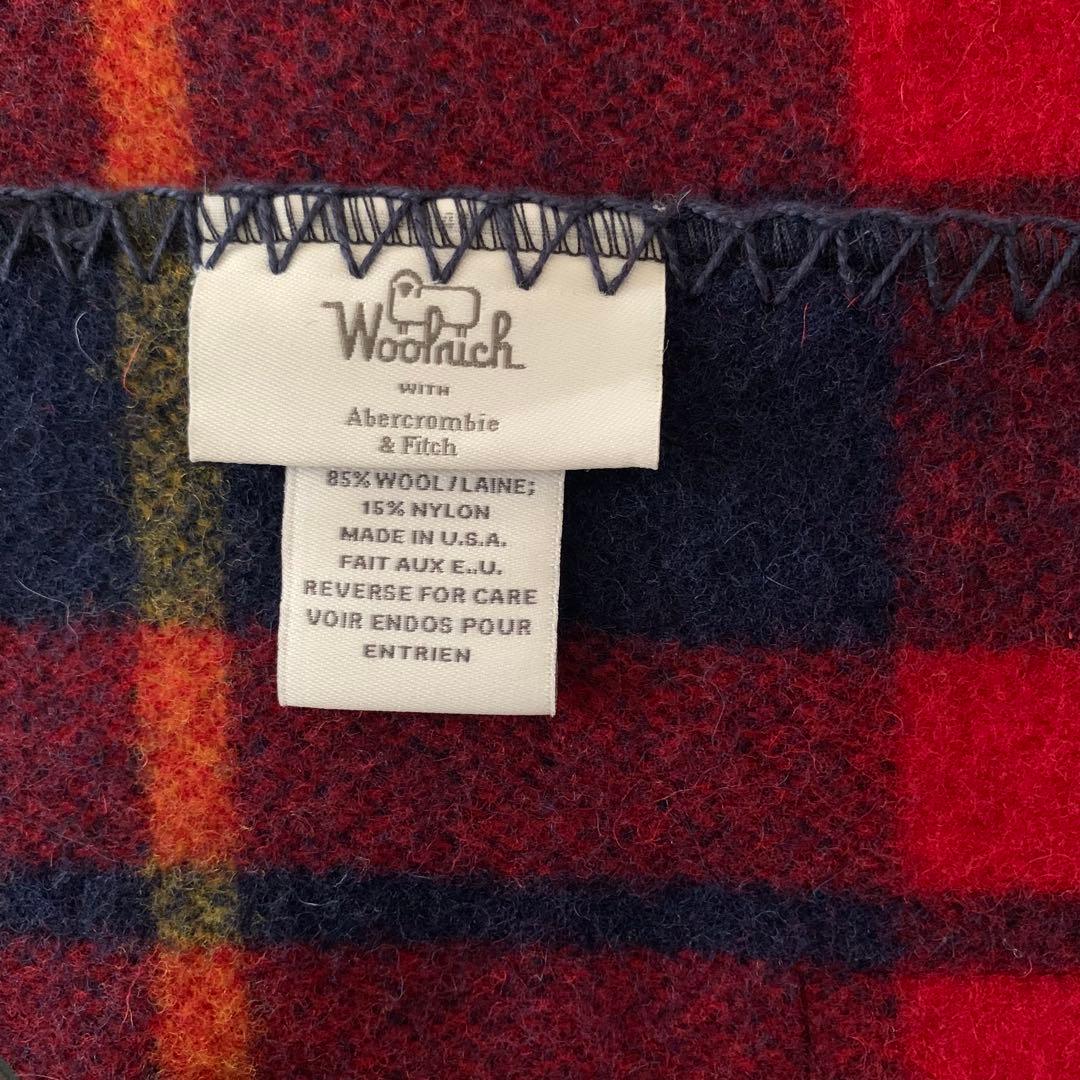 Woolrich
WITH
Abercrombie
& Fitch
85% WOOL/LAINE;
15% NYLON
MADE IN U.S.A.
FAIT AUX E..U.
REVERSE FOR CARE
VOIR ENDOS POUR
ENTRIEN